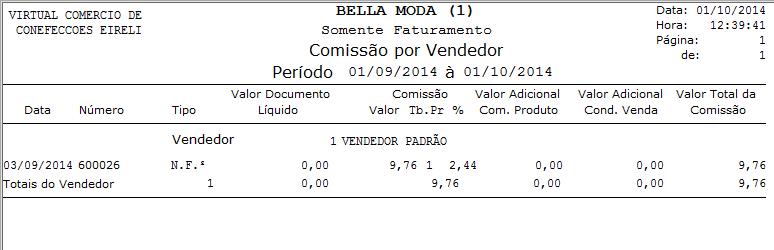 VIRTUAL COMERCIO DE
CONEFECCOES EIRELI
BELLA MODA (1)
Somente Faturamento
Comissão por Vendedor
Período 01/09/2014 à 01/10/2014
Data: 01/10/2014
Hora: 12:39:41
Página: 1
de: 1
Valor Documento Comissão Valor Adicional Valor Adicional Valor Total da
Data Número Tipo Líquido Valor Tb.Pr % Com. Produto Cond. Venda Comissão
Vendedor 1 VENDEDOR PADRÃO
03/09/2014 600026 N.F.ª 0,00 9,76 1 2,44 0,00 0,00 9,76
Totais do Vendedor 1 0,00 9,76 0,00 0,00 9,76